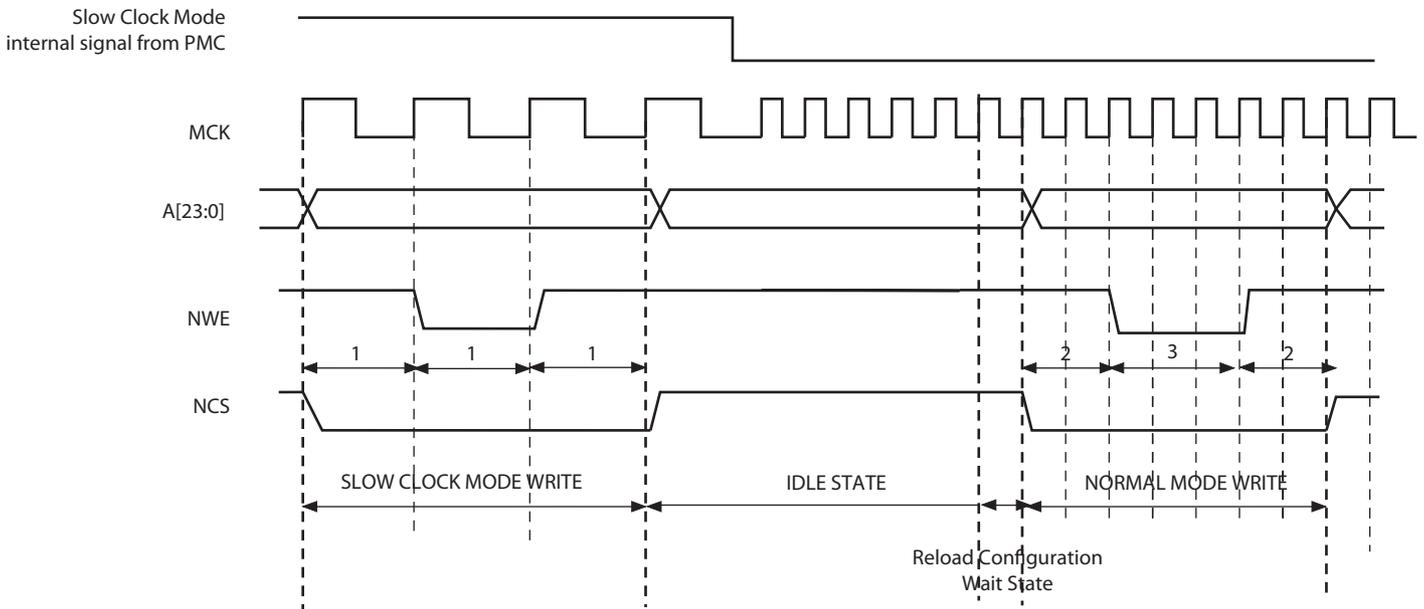 Slow Clock Mode
internal signal from PMC
MCK
A[23:0]
NWE
1 1 1 2 3 2
NCS
SLOW CLOCK MODE WRITE IDLE STATE NORMAL MODE WRITE
Reload Configuration
Wait State